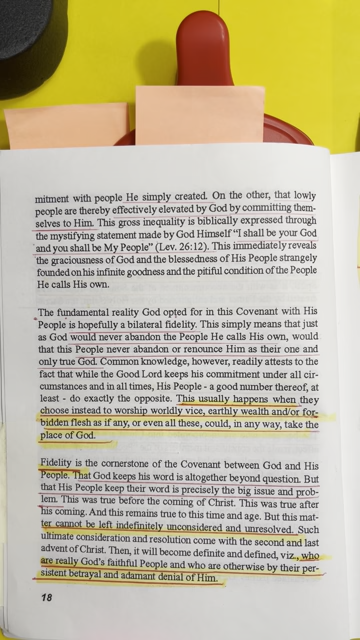 mitment with people He simply created. On the other, that lowly
people are thereby effectively elevated by God by committing them-
selves to Him. This gross inequality is biblically expressed through
the mystifying statement made by God Himself “I shall be your God
and you shall be My People” (Lev. 26:12). This immediately reveals
the graciousness of God and the blessedness of His People strangely
founded on his infinite goodness and the pitiful condition of the People
He calls His own.
The fundamental reality God opted for in this Covenant with His
People is hopefully a bilateral fidelity. This simply means that just
as God would never abandon the People He calls His own, would
that this People never abandon or renounce Him as their one and
only true God. Common knowledge, however, readily attests to the
fact that while the Good Lord keeps his commitment under all cir-
cumstances and in all times, His People - a good number thereof, at
least - do exactly the opposite. This usually happens when they
choose instead to worship worldly vice, earthly wealth and/or for-
bidden flesh as if any, or even all these, could, in any way, take the
place of God.
Fidelity is the cornerstone of the Covenant between God and His
People. That God keeps his word is altogether beyond question. But
that His People keep their word is precisely the big issue and prob-
lem. This was true before the coming of Christ. This was true after
his coming. And this remains true to this time and age. But this mat-
ter cannot be left indefinitely unconsidered and unresolved. Such
ultimate consideration and resolution come with the second and last
advent of Christ. Then, it will become definite and defined, viz., who
are really God's faithful People and who are otherwise by their per-
sistent betrayal and adamant denial of Him.
18